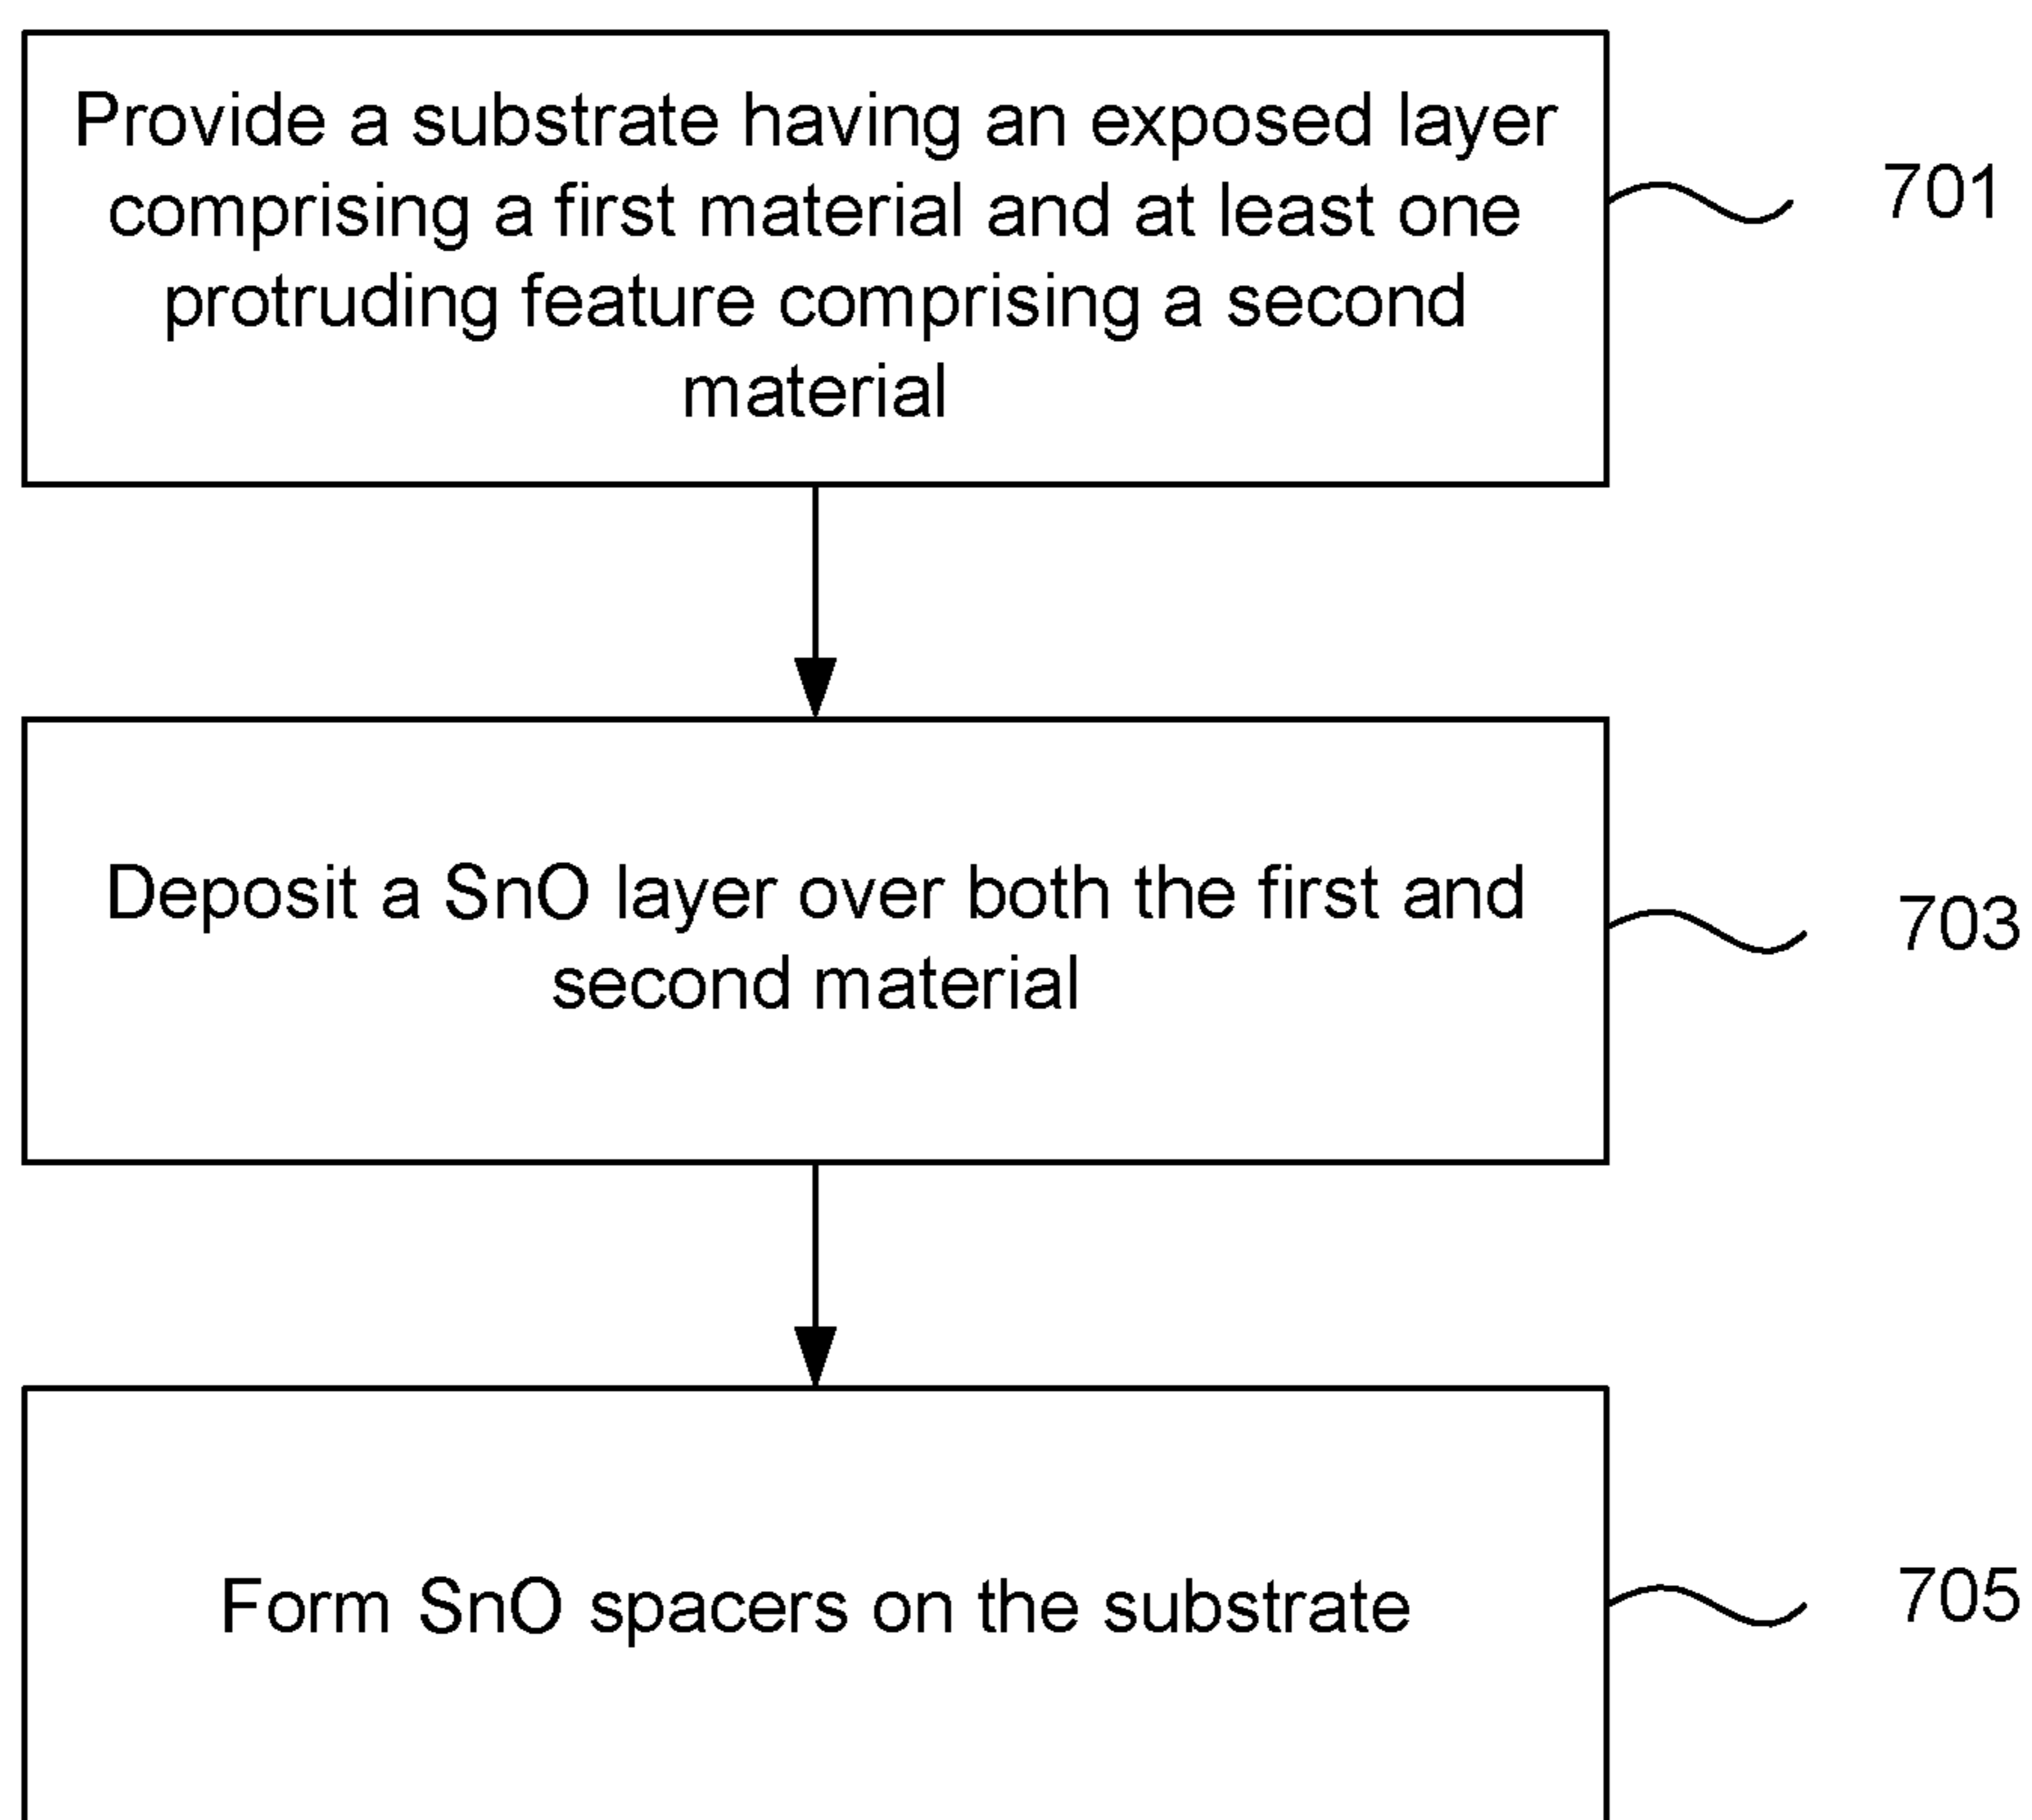 Provide a substrate having an exposed layer
comprising a first material and at least one
protruding feature comprising a second
material
701
Deposit a SnO layer over both the first and
second material
703
Form SnO spacers on the substrate
705